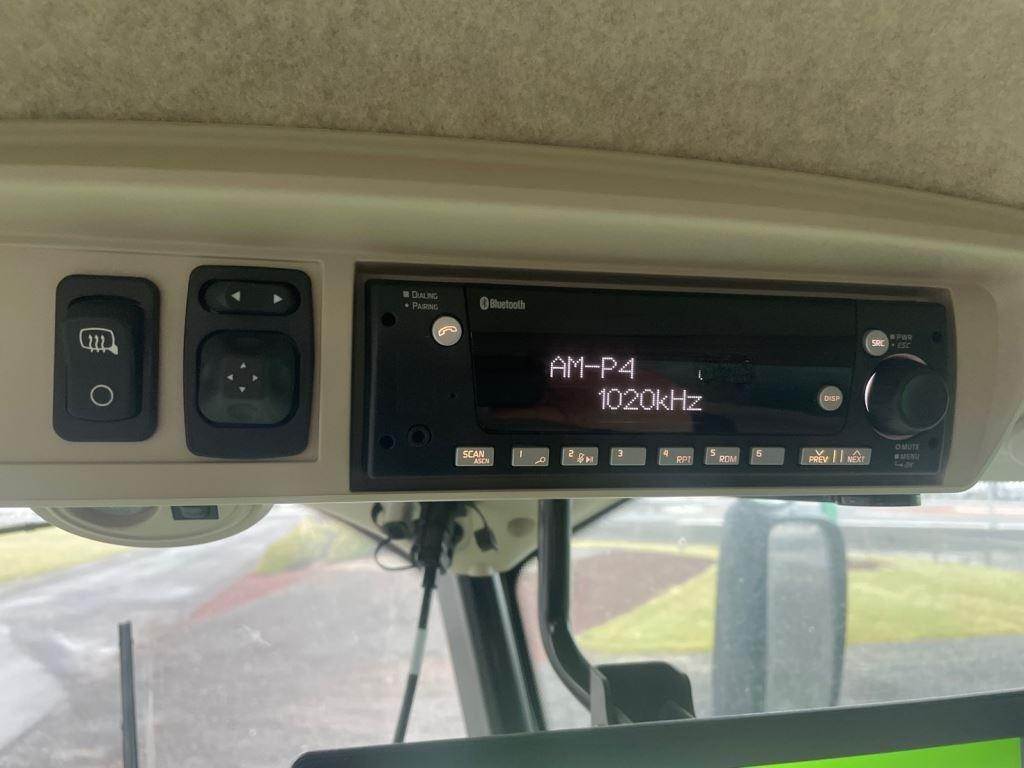 DIALING
PAIRING
Bluetooth
SRC
PWR
ESC
AM-P4
1020kHz
DISP
SCAN
ASCN
1
2
3
4 RPT
5 RDM
6
PREV
NEXT
MUTE
MENU
OK